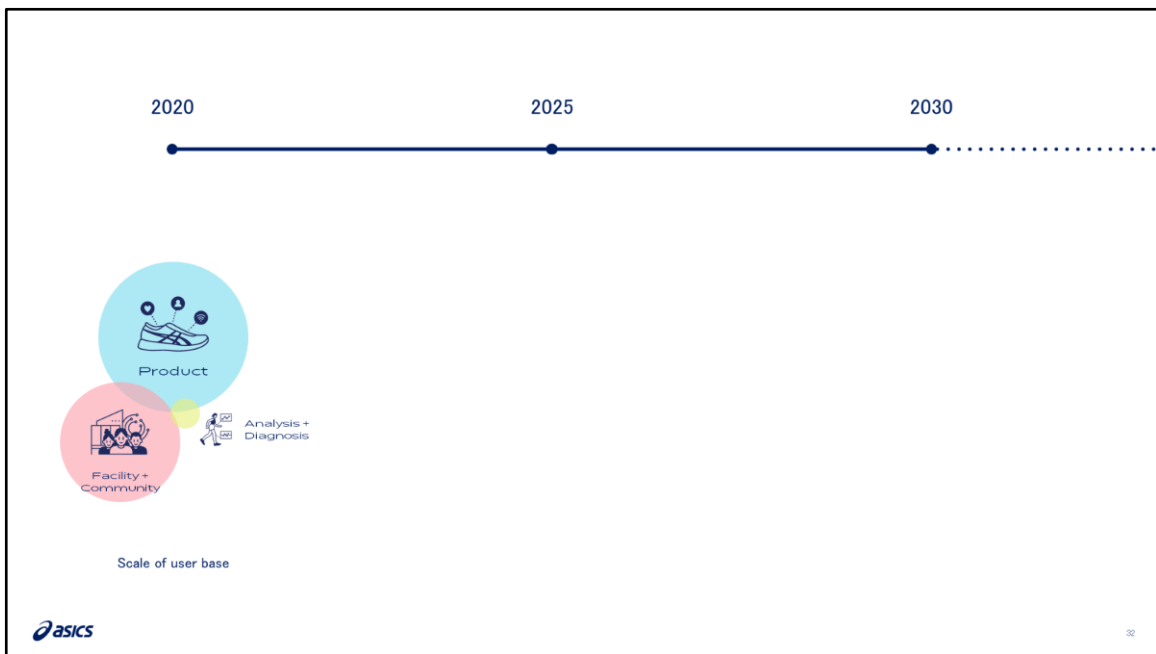 2020 2025 2030
Product
Analysis +
Diagnosis
Facility +
Community
Scale of user base
asics
32